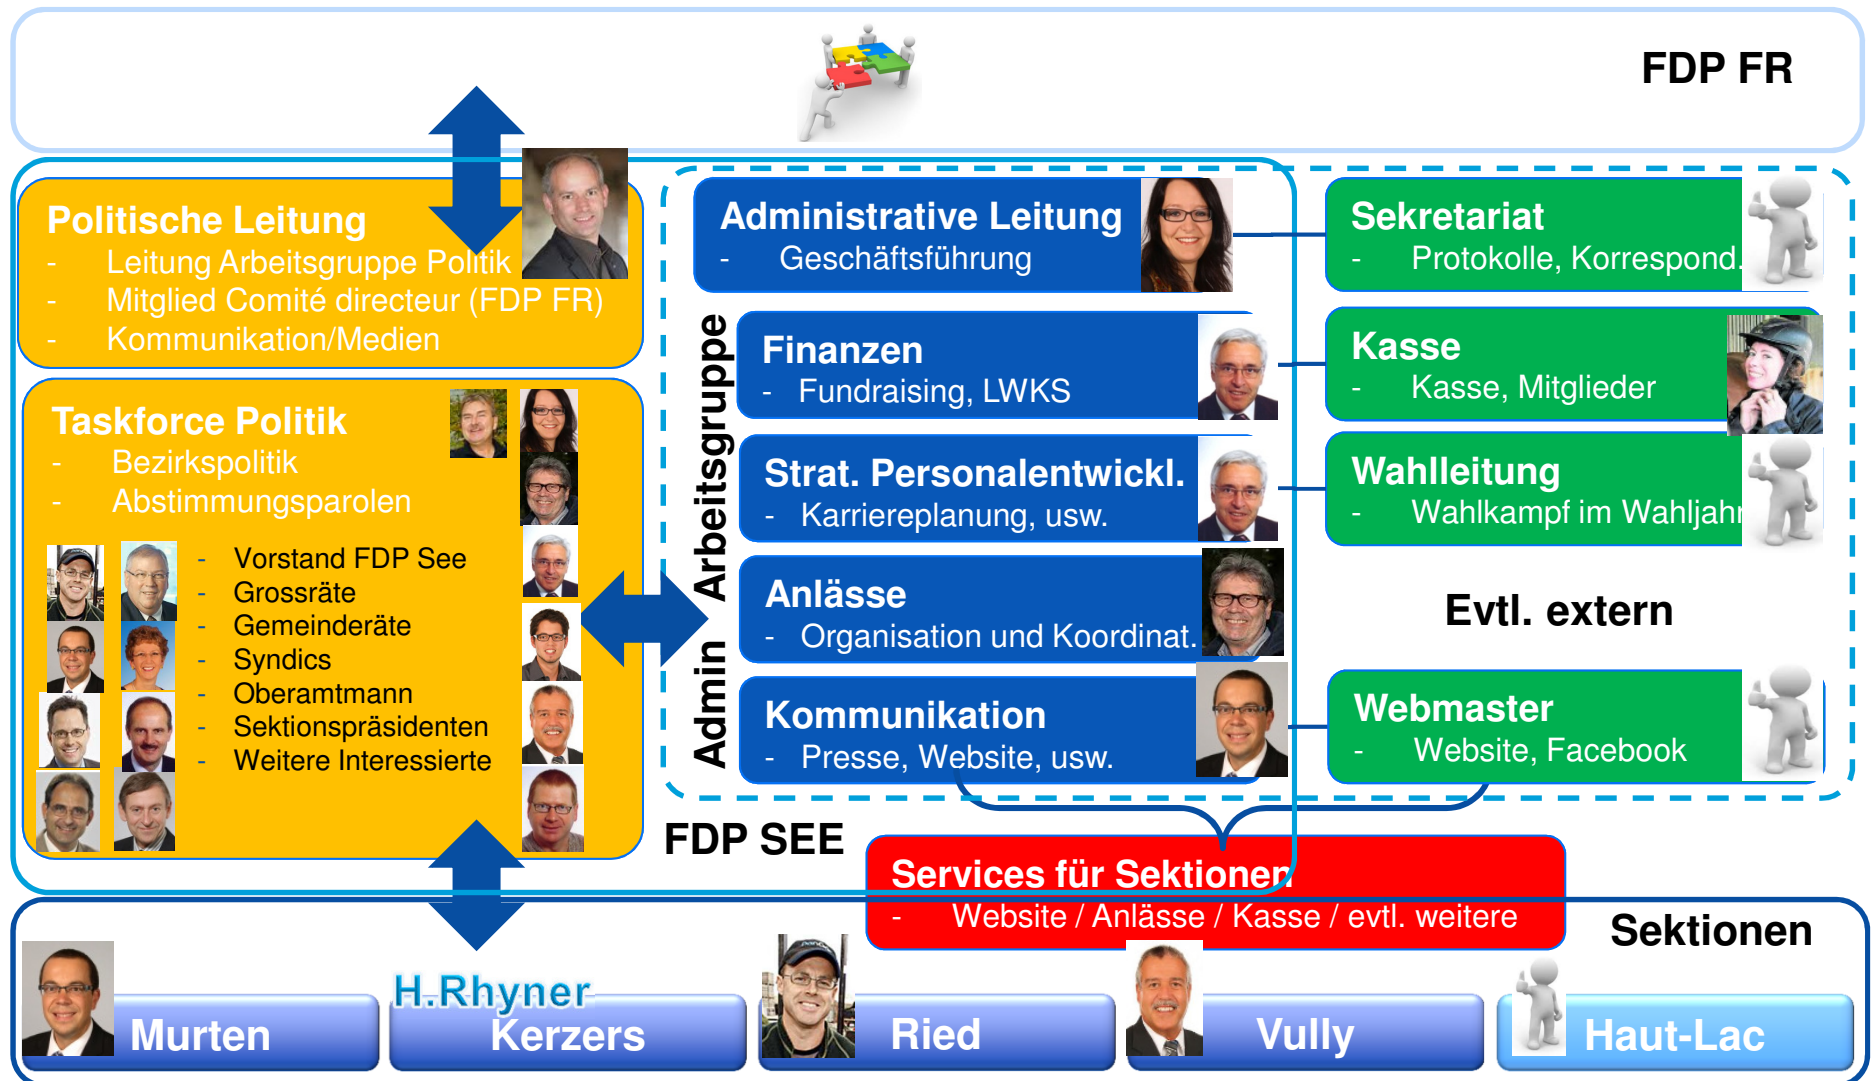 FDP FR
Politische Leitung
- Leitung Arbeitsgruppe Politik
- Mitglied Comité directeur (FDP FR)
- Kommunikation/Medien
Taskforce Politik
- Bezirkspolitik
- Abstimmungsparolen
- Vorstand FDP See
- Grossräte
- Gemeinderäte
- Syndics
- Oberamtmann
- Sektionspräsidenten
- Weitere Interessierte
Admin Arbeitsgruppe
Administrative Leitung
- Geschäftsführung
Finanzen
- Fundraising, LWKS
Strat. Personalentwickl.
- Karriereplanung, usw.
Anlässe
- Organisation und Koordinat.
Kommunikation
- Presse, Website, usw.
Sekretariat
- Protokolle, Korrespond.
Kasse
- Kasse, Mitglieder
Wahlleitung
- Wahlkampf im Wahljahr
Evtl. extern
Webmaster
- Website, Facebook
FDP SEE
Services für Sektionen
- Website / Anlässe / Kasse / evtl. weitere
Sektionen
Murten
H.Rhyner
Kerzers
Ried
Vully
Haut-Lac